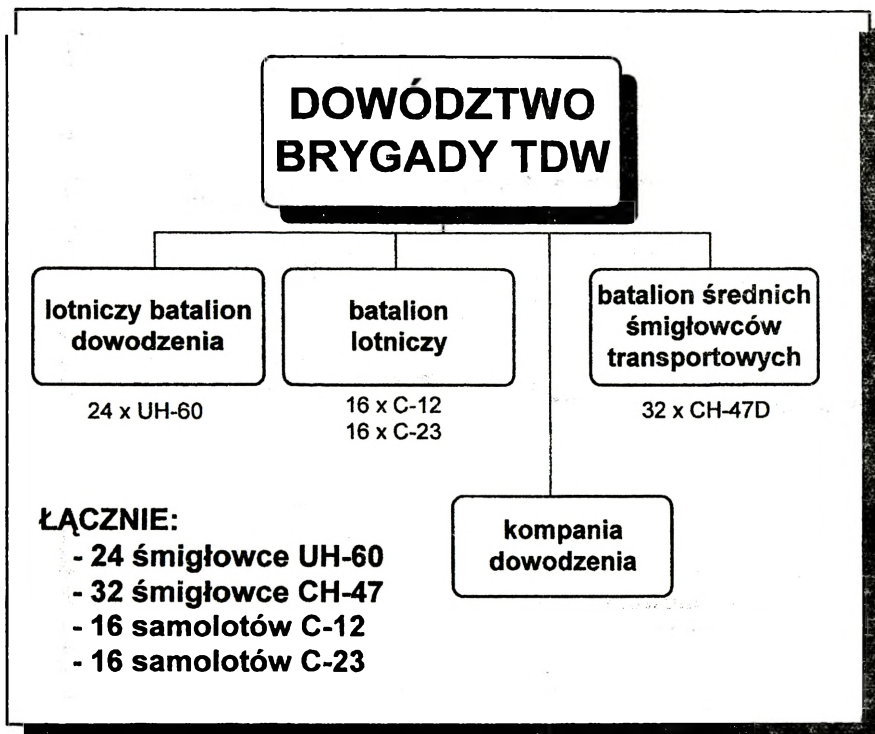 DOWÓDZTWO
BRYGADY TDW
lotniczy batalion
dowodzenia
24 x UH-60
batalion
lotniczy
16 x C-12
16 x C-23
batalion średnich
śmigłowców
transportowych
32 x CH-47D
kompania
dowodzenia
ŁĄCZNIE:
- 24 śmigłowce UH-60
- 32 śmigłowce CH-47
- 16 samolotów C-12
- 16 samolotów C-23